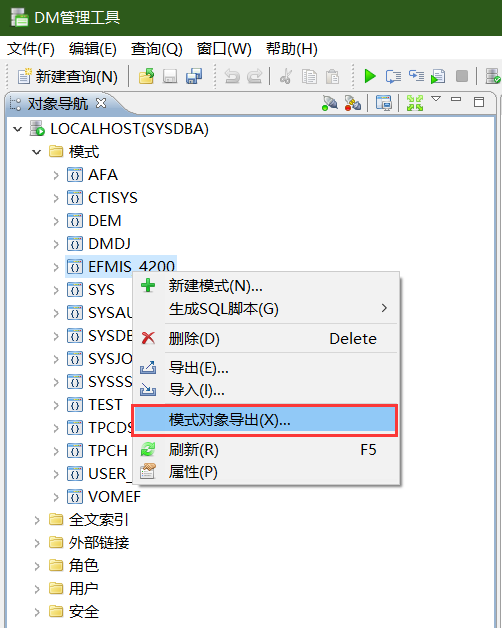 DM管理工具
文件(F) 编辑(E) 查询(Q) 窗口(W) 帮助(H)
新建查询(N)
对象导航
LOCALHOST(SYSDBA)
模式
AFA
CTISYS
DEM
DMDJ
EFMIS_4200
SYS
新建模式(N)...
SYSAU
生成SQL脚本(G)
SYSDE
删除(D) Delete
SYSJO
导出(E)...
SYSSS
导入(I)...
TEST
TPCDS
模式对象导出(X)...
TPCH
刷新(R) F5
USER_
属性(P)
VOMEF
全文索引
外部链接
角色
用户
安全